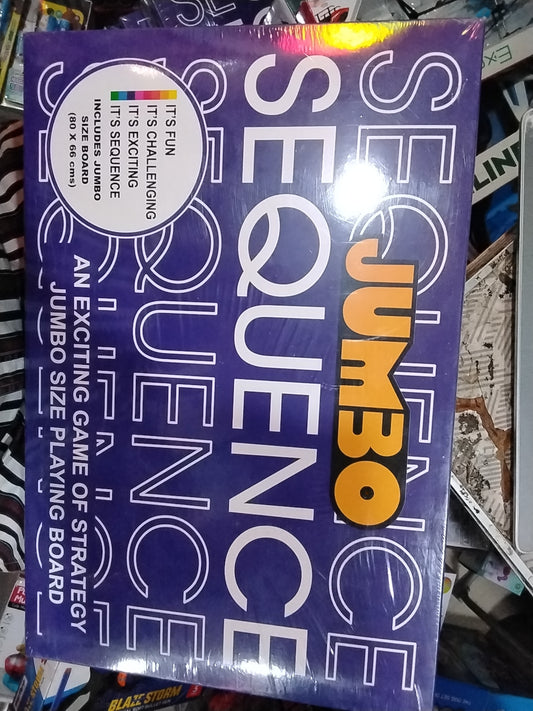 SEQUENCE
JUMBO
SEQUENCE
SEQUENCE
IT'S FUN
IT'S CHALLENGING
IT'S EXCITING
IT'S SEQUENCE
INCLUDES JUMBO
SIZE BOARD
(80 X 66 cms)
AN EXCITING GAME OF STRATEGY
JUMBO SIZE PLAYING BOARD
BLAZE STORM